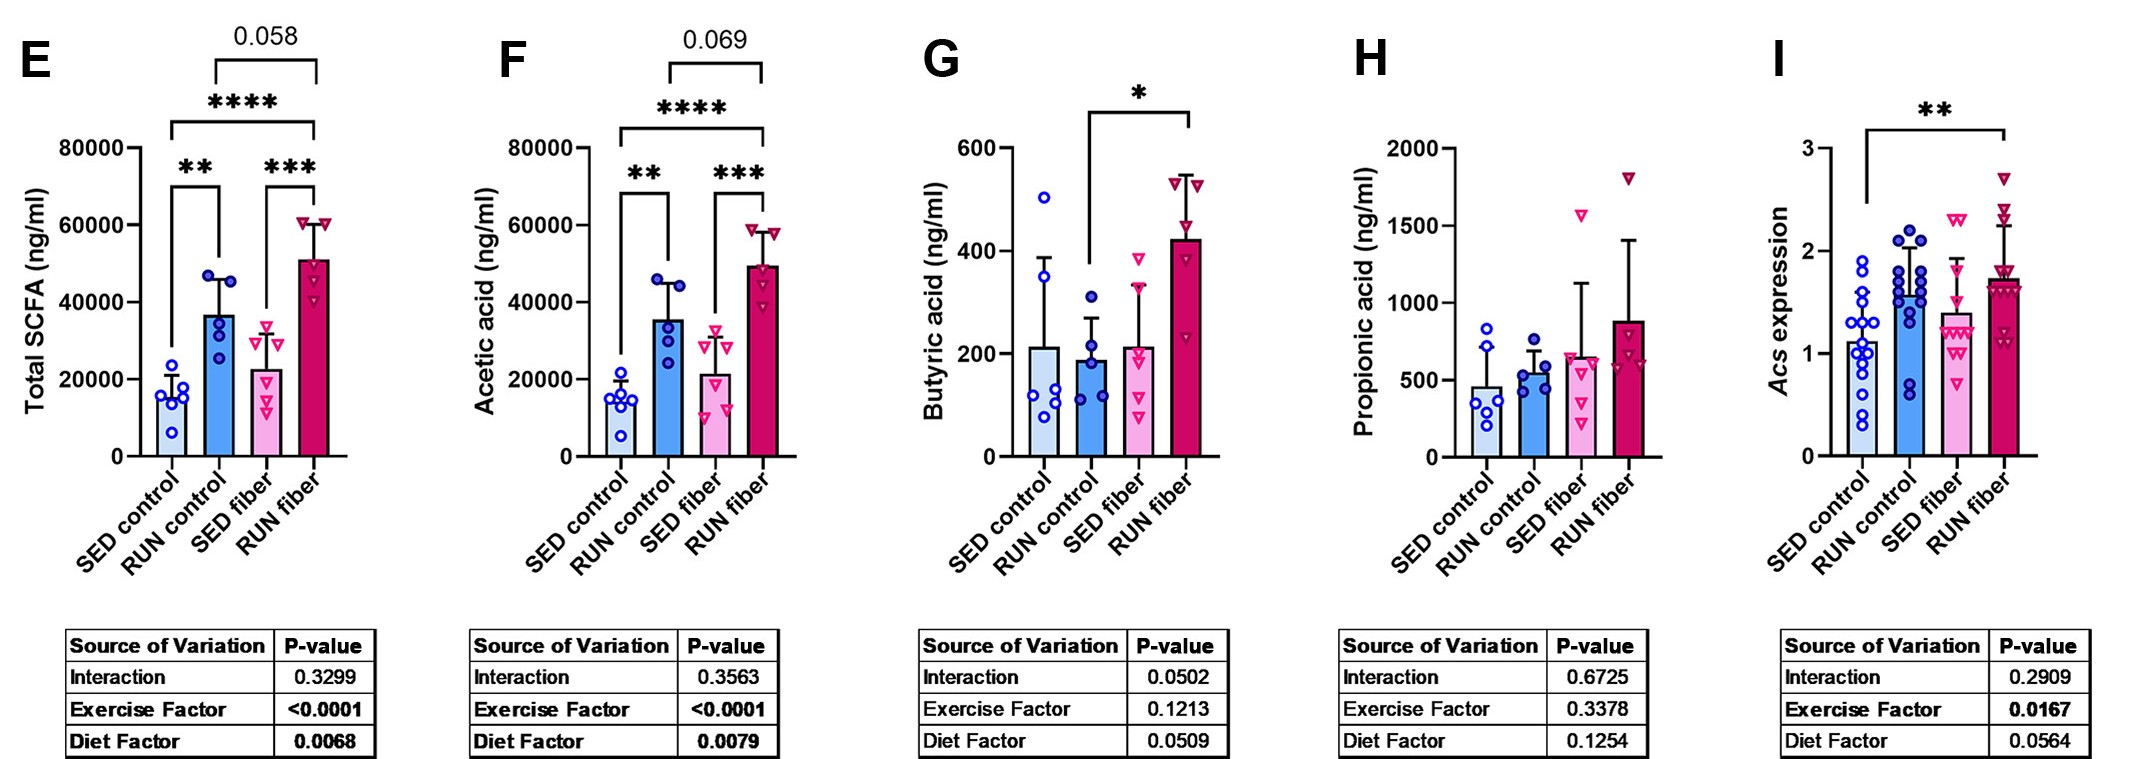 E
0.058
****
**
***
80000
60000
40000
20000
0
Total SCFA (ng/ml)
SED control
RUN control
SED fiber
RUN fiber
Source of Variation P-value
Interaction 0.3299
Exercise Factor <0.0001
Diet Factor 0.0068
F
0.069
****
**
***
80000
60000
40000
20000
0
Acetic acid (ng/ml)
SED control
RUN control
SED fiber
RUN fiber
Source of Variation P-value
Interaction 0.3563
Exercise Factor <0.0001
Diet Factor 0.0079
G
*
600
400
200
0
Butyric acid (ng/ml)
SED control
RUN control
SED fiber
RUN fiber
Source of Variation P-value
Interaction 0.0502
Exercise Factor 0.1213
Diet Factor 0.0509
H
2000
1500
1000
500
0
Propionic acid (ng/ml)
SED control
RUN control
SED fiber
RUN fiber
Source of Variation P-value
Interaction 0.6725
Exercise Factor 0.3378
Diet Factor 0.1254
I
**
3
2
1
0
Acs expression
SED control
RUN control
SED fiber
RUN fiber
Source of Variation P-value
Interaction 0.2909
Exercise Factor 0.0167
Diet Factor 0.0564